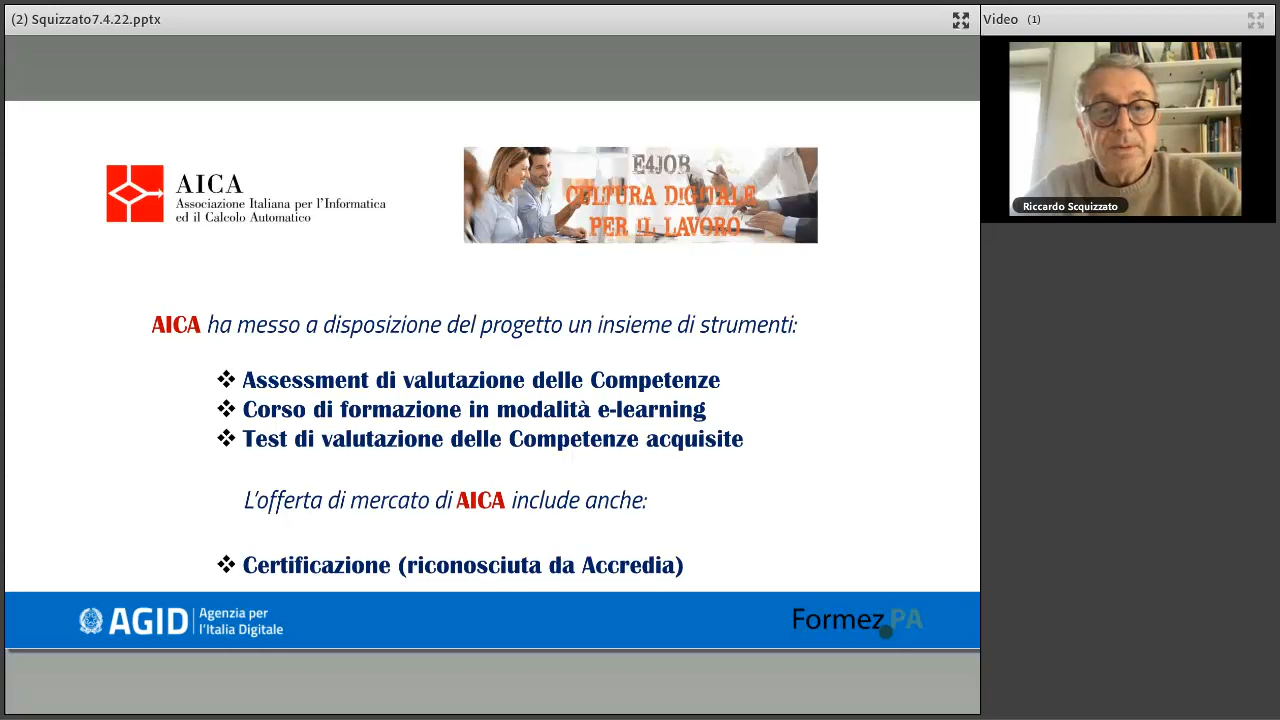 (2) Squizzato7.4.22.pptx
Video (1)
Riccardo Scquizzato
AICA
Associazione Italiana per l'Informatica
ed il Calcolo Automatico
E4JOB
CULTURA DIGITALE
PER IL LAVORO
AICA ha messo a disposizione del progetto un insieme di strumenti:
❖ Assessment di valutazione delle Competenze
❖ Corso di formazione in modalità e-learning
❖ Test di valutazione delle Competenze acquisite
L'offerta di mercato di AICA include anche:
❖ Certificazione (riconosciuta da Accredia)
AGID
Agenzia per
l'Italia Digitale
Formez PA